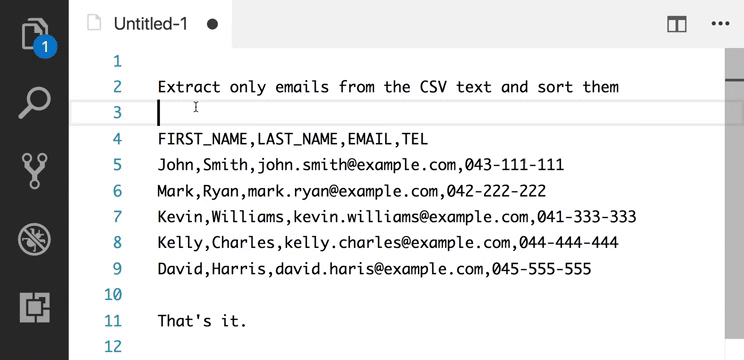 Untitled-1
1
1
2 Extract only emails from the CSV text and sort them
3
4 FIRST_NAME,LAST_NAME,EMAIL,TEL
5 John,Smith,john.smith@example.com,043-111-111
6 Mark,Ryan,mark.ryan@example.com,042-222-222
7 Kevin,Williams,kevin.williams@example.com,041-333-333
8 Kelly,Charles,kelly.charles@example.com,044-444-444
9 David,Harris,david.haris@example.com,045-555-555
10
11 That's it.
12